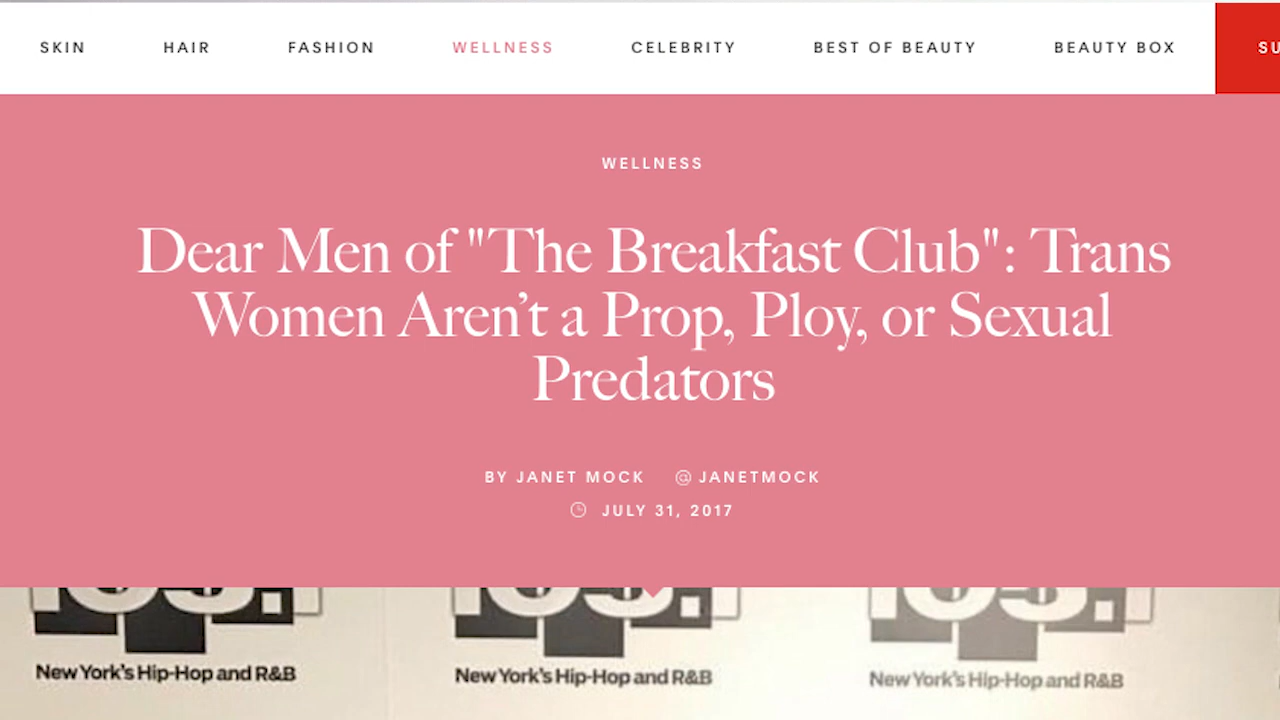 SKIN HAIR FASHION WELLNESS CELEBRITY BEST OF BEAUTY BEAUTY BOX SU
WELLNESS
Dear Men of "The Breakfast Club": Trans
Women Aren’t a Prop, Ploy, or Sexual
Predators
BY JANET MOCK @JANETMOCK
JULY 31, 2017
New York's Hip-Hop and R&B New York's Hip-Hop and R&B New York's Hip-Hop and R&B